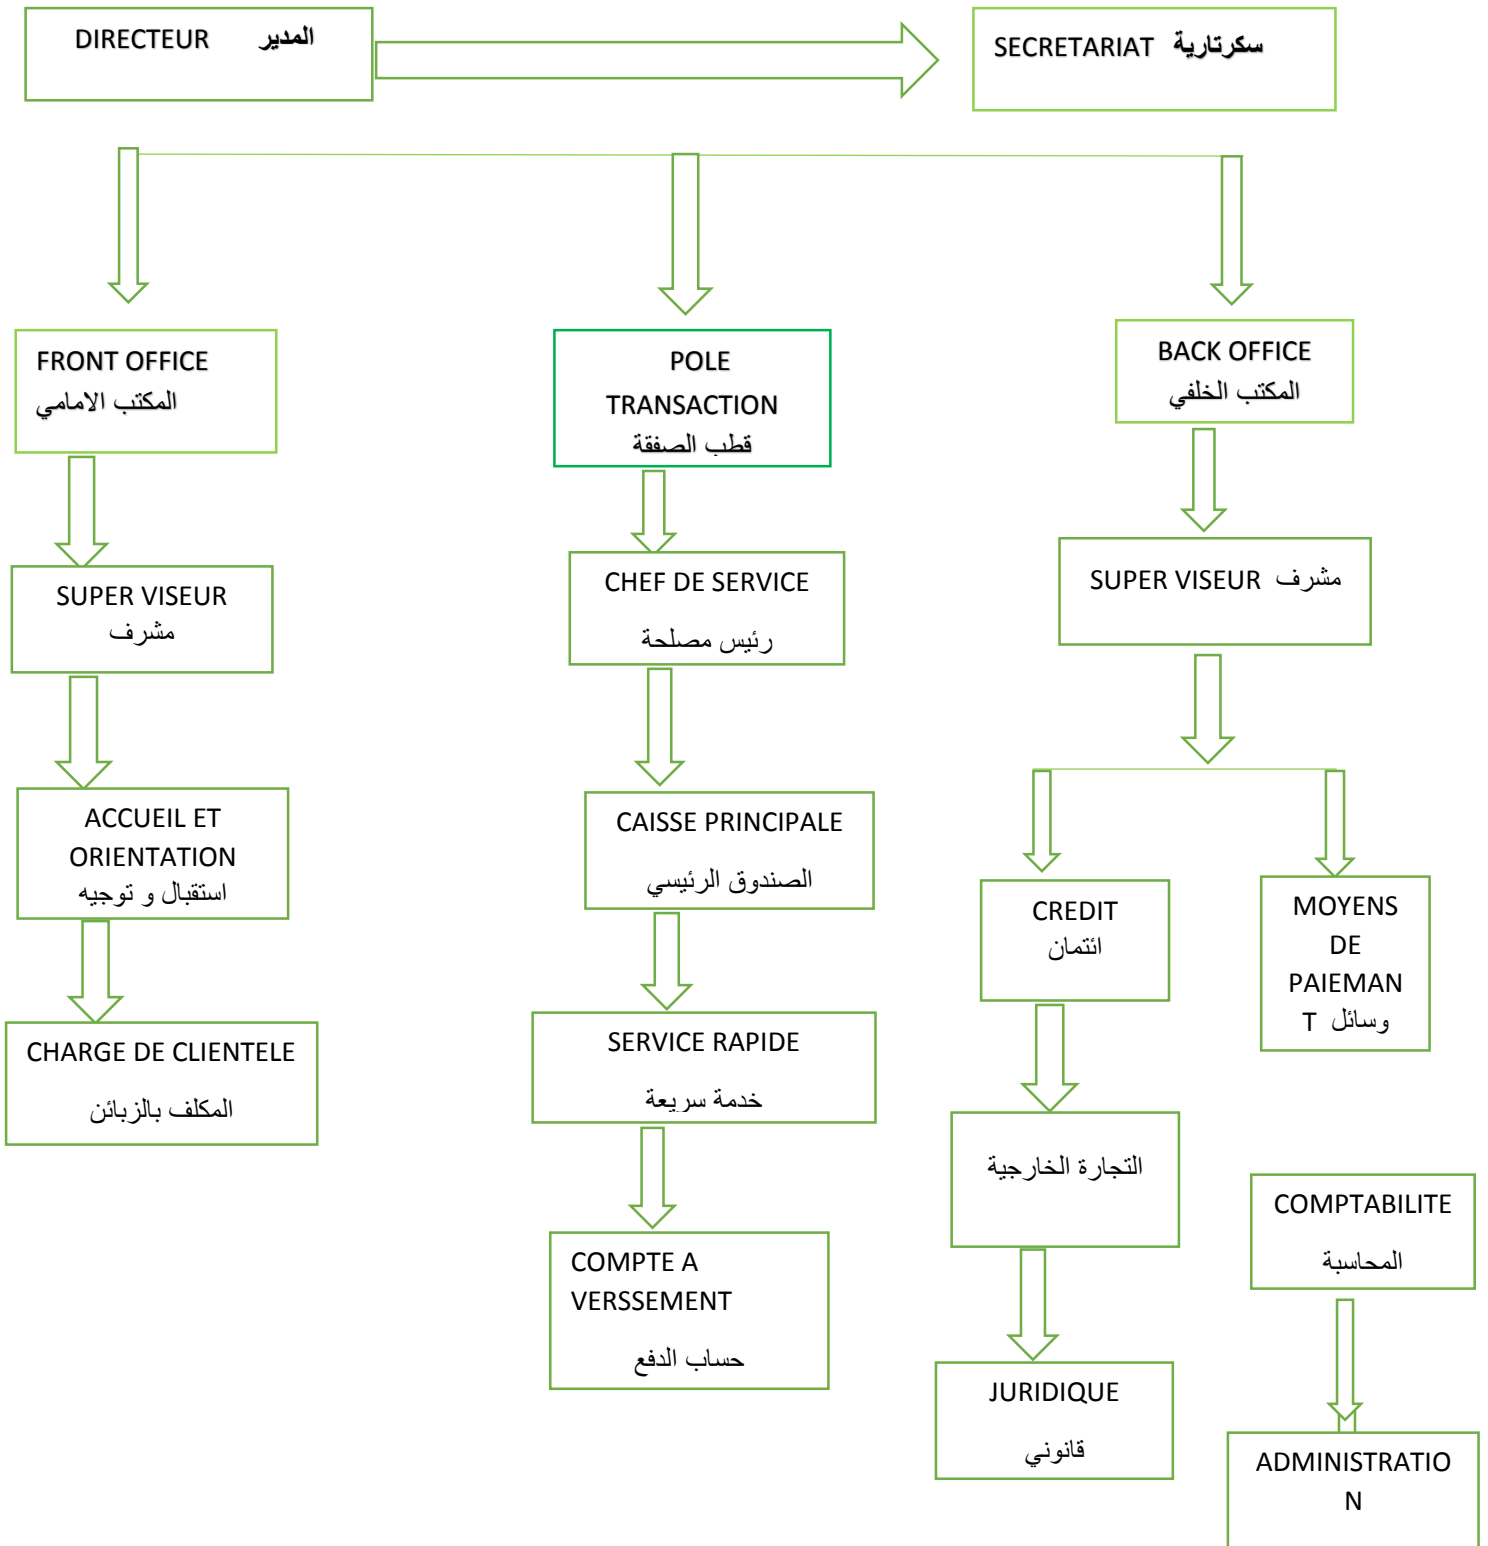 DIRECTEUR المدير
SECRETARIAT سكرتارية
FRONT OFFICE
المكتب الامامي
POLE
TRANSACTION
قطب الصفقة
BACK OFFICE
المكتب الخلفي
SUPER VISEUR
مشرف
CHEF DE SERVICE
رئيس مصلحة
SUPER VISEUR مشرف
ACCUEIL ET
ORIENTATION
استقبال و توجيه
CAISSE PRINCIPALE
الصندوق الرئيسي
CREDIT
ائتمان
MOYENS
DE
PAIEMAN
T وسائل
CHARGE DE CLIENTELE
المكلف بالزبائن
SERVICE RAPIDE
خدمة سريعة
التجارة الخارجية
COMPTABILITE
المحاسبة
COMPTE A
VERSSEMENT
حساب الدفع
JURIDIQUE
قانوني
ADMINISTRATIO
N